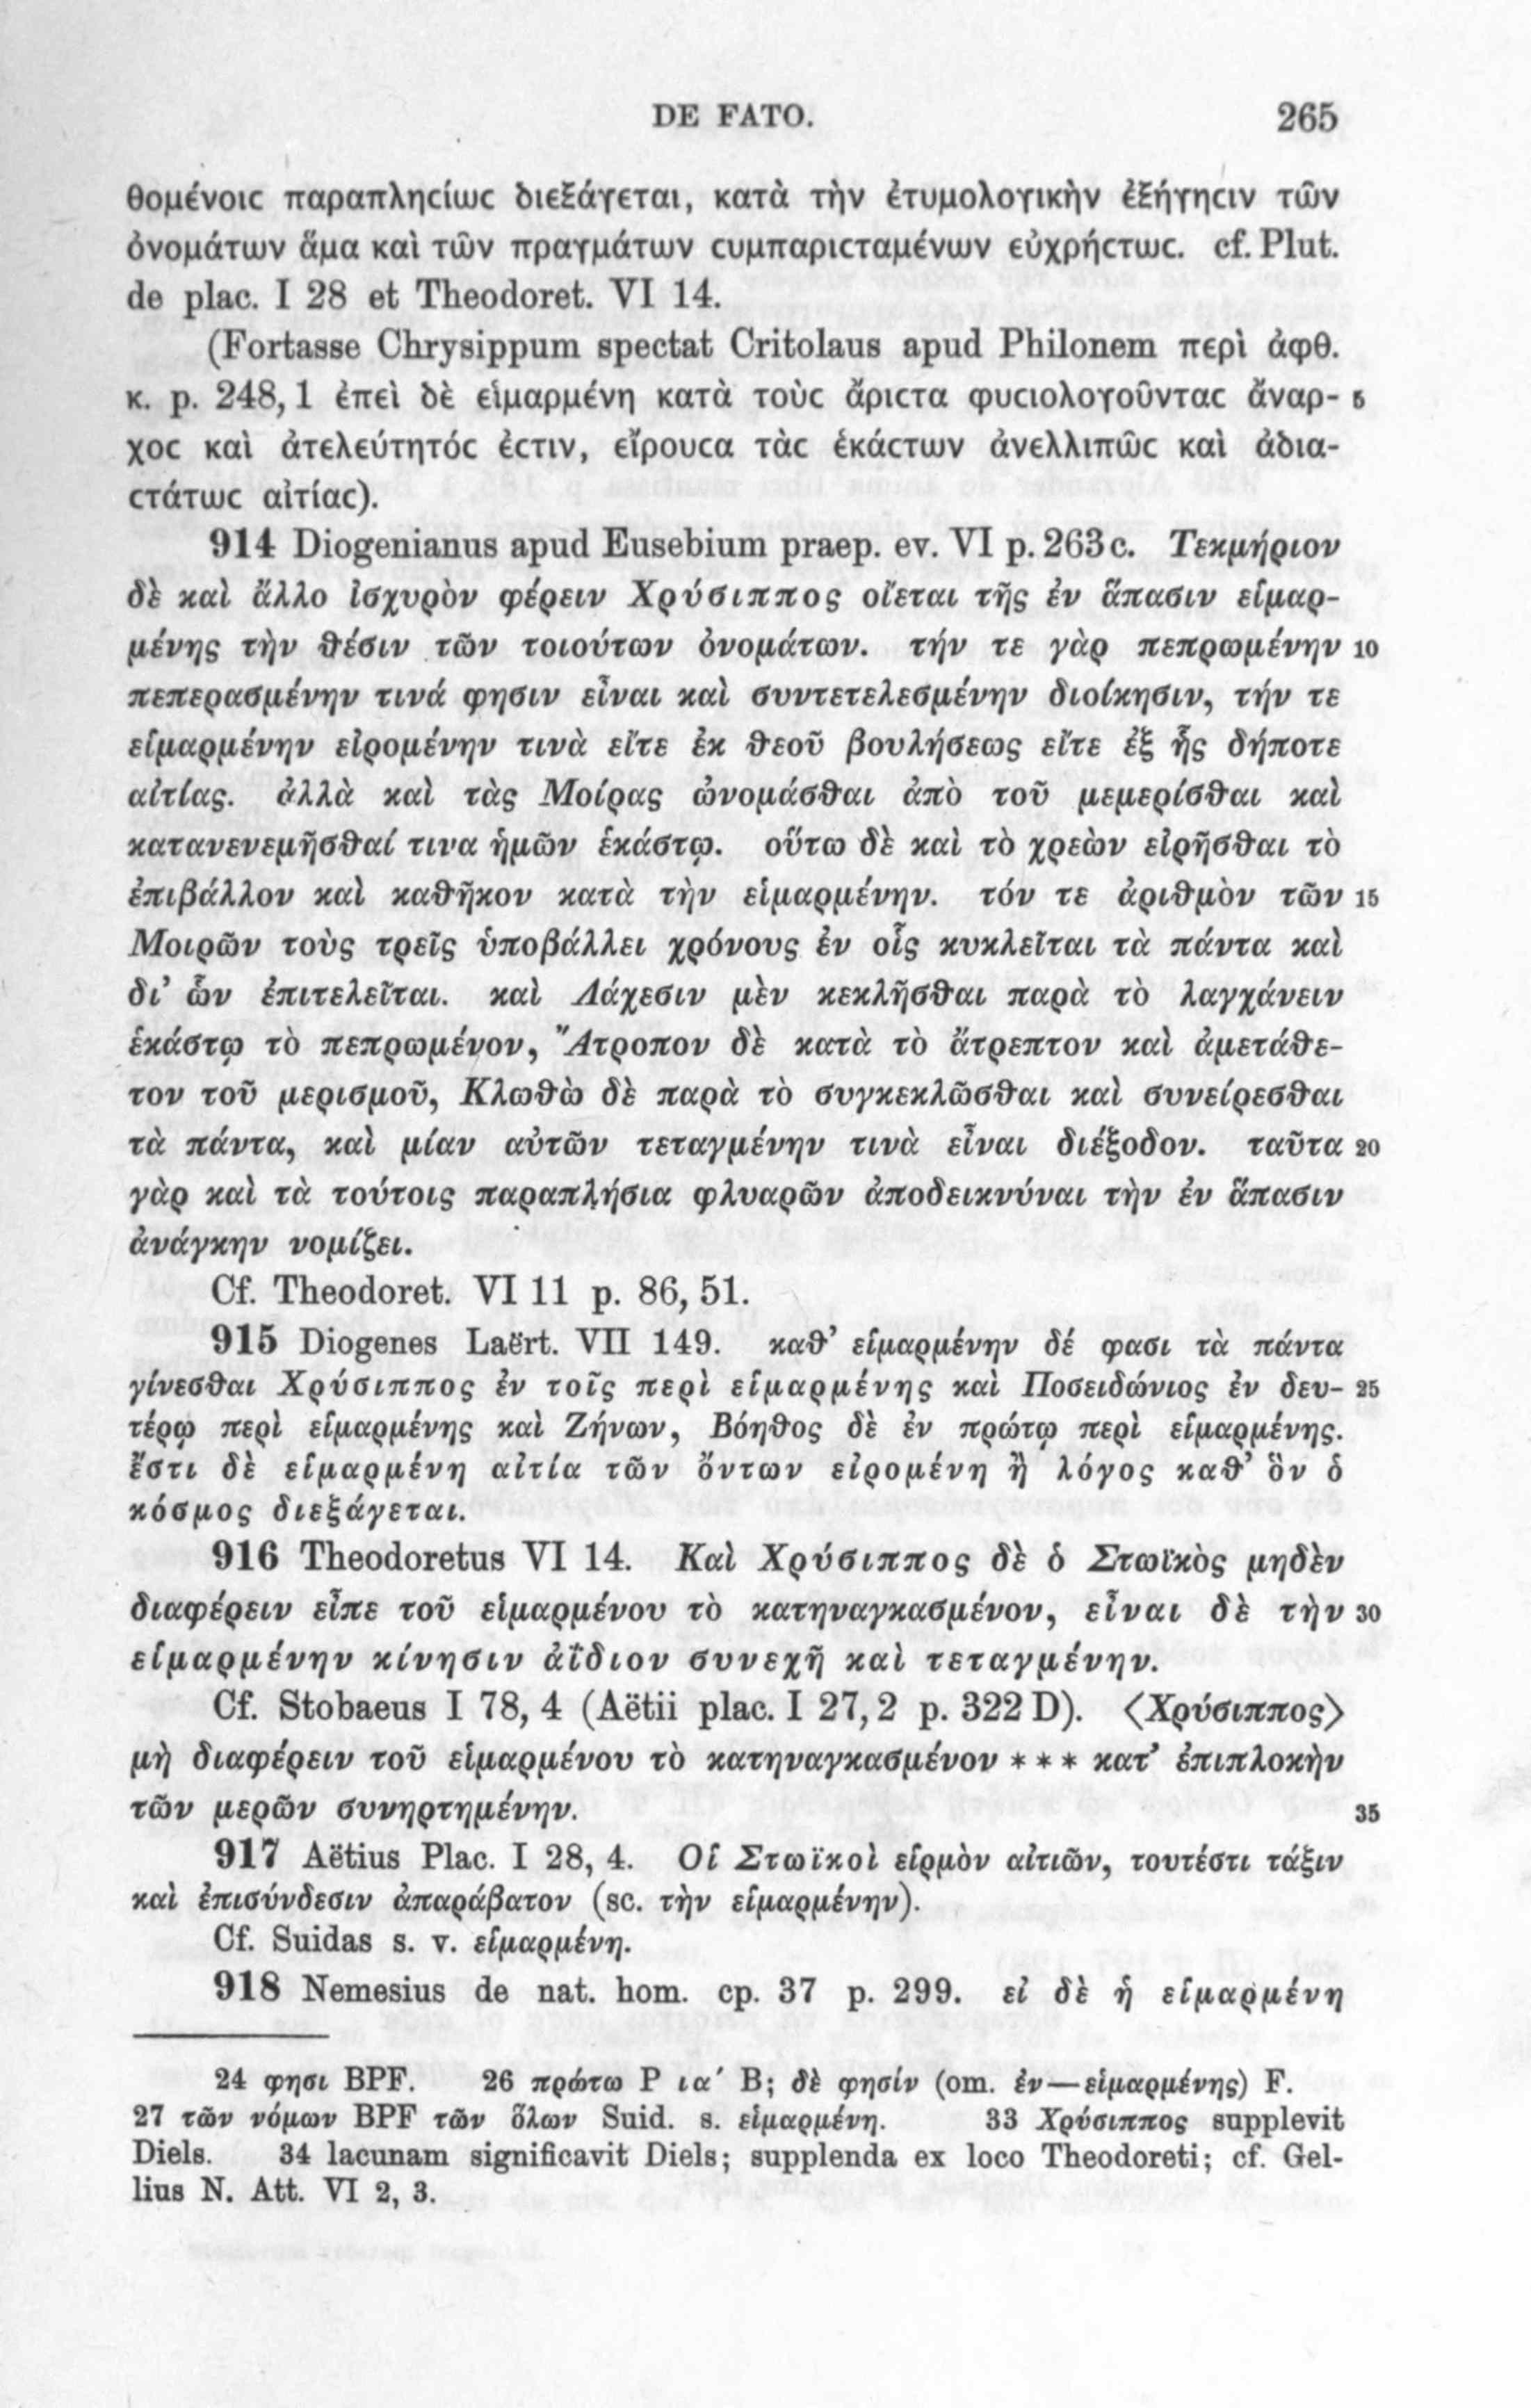 DE FATO. 265
θομένοιϲ παραπληϲίωϲ διεξάγεται, κατὰ τὴν ἐτυμολογικὴν ἐξήγηϲιν τῶν
ὀνομάτων ἅμα καὶ τῶν πραγμάτων ϲυμπαριϲταμένων εὐχρήϲτωϲ. cf. Plut.
de plac. I 28 et Theodoret. VI 14.
(Fortasse Chrysippum spectat Critolaus apud Philonem περὶ ἀφθ.
κ. p. 248, 1 ἐπεὶ δὲ εἱμαρμένη κατὰ τοὺϲ ἄριϲτα φυϲιολογοῦνταϲ ἄναρ- 5
χοϲ καὶ ἀτελεύτητόϲ ἐϲτιν, εἴρουϲα τὰϲ ἑκάϲτων ἀνελλιπῶϲ καὶ ἀδια-
ϲτάτωϲ αἰτίαϲ).
914 Diogenianus apud Eusebium praep. ev. VI p. 263c. Τεκμήριον
δὲ καὶ ἄλλο ἰσχυρὸν φέρειν Χρύσιππος οἴεται τῆς ἐν ἅπασιν εἱμαρ-
μένης τὴν θέσιν τῶν τοιούτων ὀνομάτων. τήν τε γὰρ πεπρωμένην 10
πεπερασμένην τινά φησιν εἶναι καὶ συντετελεσμένην διοίκησιν, τήν τε
εἱμαρμένην εἰρομένην τινὰ εἴτε ἐκ θεοῦ βουλήσεως εἴτε ἐξ ἧς δήποτε
αἰτίας. ἀλλὰ καὶ τὰς Μοίρας ὠνομάσθαι ἀπὸ τοῦ μεμερίσθαι καὶ
κατανενεμῆσθαί τινα ἡμῶν ἑκάστῳ. οὕτω δὲ καὶ τὸ χρεὼν εἰρῆσθαι τὸ
ἐπιβάλλον καὶ καθῆκον κατὰ τὴν εἱμαρμένην. τόν τε ἀριθμὸν τῶν 15
Μοιρῶν τοὺς τρεῖς ὑποβάλλει χρόνους ἐν οἷς κυκλεῖται τὰ πάντα καὶ
δι’ ὧν ἐπιτελεῖται. καὶ Λάχεσιν μὲν κεκλῆσθαι παρὰ τὸ λαγχάνειν
ἑκάστῳ τὸ πεπρωμένον, Ἄτροπον δὲ κατὰ τὸ ἄτρεπτον καὶ ἀμετάθε-
τον τοῦ μερισμοῦ, Κλωθὼ δὲ παρὰ τὸ συγκεκλῶσθαι καὶ συνείρεσθαι
τὰ πάντα, καὶ μίαν αὐτῶν τεταγμένην τινὰ εἶναι διέξοδον. ταῦτα 20
γὰρ καὶ τὰ τούτοις παραπλήσια φλυαρῶν ἀποδεικνύναι τὴν ἐν ἅπασιν
ἀνάγκην νομίζει.
Cf. Theodoret. VI 11 p. 86, 51.
915 Diogenes Laërt. VII 149. καθ’ εἱμαρμένην δέ φασι τὰ πάντα
γίνεσθαι Χρύσιππος ἐν τοῖς περὶ εἱμαρμένης καὶ Ποσειδώνιος ἐν δευ- 25
τέρῳ περὶ εἱμαρμένης καὶ Ζήνων, Βόηθος δὲ ἐν πρώτῳ περὶ εἱμαρμένης.
ἔστι δὲ εἱμαρμένη αἰτία τῶν ὄντων εἰρομένη ἢ λόγος καθ’ ὃν ὁ
κόσμος διεξάγεται.
916 Theodoretus VI 14. Καὶ Χρύσιππος δὲ ὁ Στωϊκὸς μηδὲν
διαφέρειν εἶπε τοῦ εἱμαρμένου τὸ κατηναγκασμένον, εἶναι δὲ τὴν 30
εἱμαρμένην κίνησιν ἀΐδιον συνεχῆ καὶ τεταγμένην.
Cf. Stobaeus I 78, 4 (Aëtii plac. I 27, 2 p. 322 D). ⟨Χρύσιππος⟩
μὴ διαφέρειν τοῦ εἱμαρμένου τὸ κατηναγκασμένον * * * κατ’ ἐπιπλοκὴν
τῶν μερῶν συνηρτημένην. 35
917 Aëtius Plac. I 28, 4. Οἱ Στωϊκοὶ εἱρμὸν αἰτιῶν, τουτέστι τάξιν
καὶ ἐπισύνδεσιν ἀπαράβατον (sc. τὴν εἱμαρμένην).
Cf. Suidas s. v. εἱμαρμένη.
918 Nemesius de nat. hom. cp. 37 p. 299. εἰ δὲ ἡ εἱμαρμένη
24 φησι BPF. 26 πρώτω P ια′ B; δὲ φησίν (om. ἐν—εἱμαρμένης) F.
27 τῶν νόμων BPF τῶν ὅλων Suid. s. εἱμαρμένη. 33 Χρύσιππος supplevit
Diels. 34 lacunam significavit Diels; supplenda ex loco Theodoreti; cf. Gel-
lius N. Att. VI 2, 3.